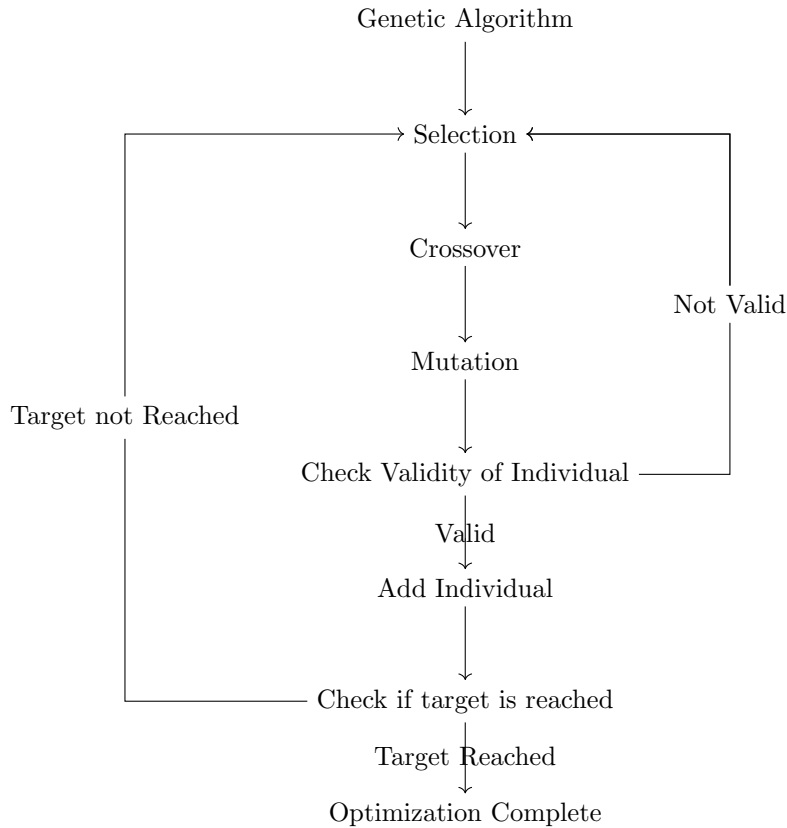 Genetic Algorithm
Selection
Crossover
Not Valid
Mutation
Target not Reached
Check Validity of Individual
Valid
Add Individual
Check if target is reached
Target Reached
Optimization Complete